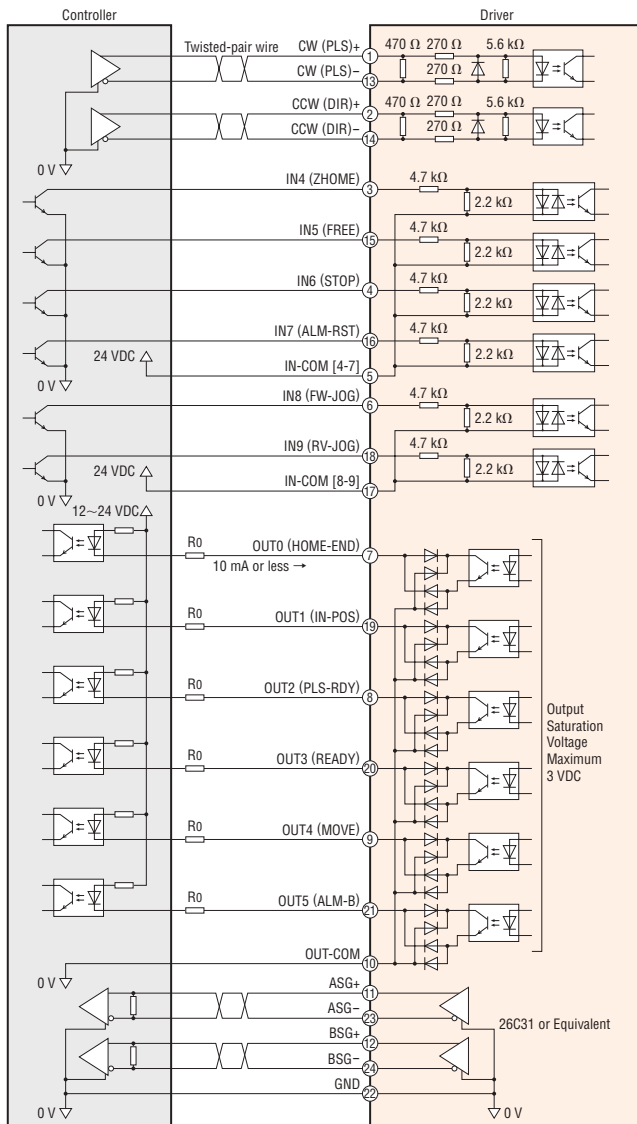 Controller
Driver
Twisted-pair wire
CW (PLS)+
1
470 Ω
270 Ω
5.6 kΩ
CW (PLS)−
13
270 Ω
CCW (DIR)+
2
470 Ω
270 Ω
5.6 kΩ
CCW (DIR)−
14
270 Ω
0 V
IN4 (ZHOME)
3
4.7 kΩ
2.2 kΩ
IN5 (FREE)
15
4.7 kΩ
2.2 kΩ
IN6 (STOP)
4
4.7 kΩ
2.2 kΩ
IN7 (ALM-RST)
16
4.7 kΩ
2.2 kΩ
24 VDC
IN-COM [4-7]
5
0 V
IN8 (FW-JOG)
6
4.7 kΩ
2.2 kΩ
IN9 (RV-JOG)
18
4.7 kΩ
2.2 kΩ
24 VDC
IN-COM [8-9]
17
0 V
12~24 VDC
R0
OUT0 (HOME-END)
7
10 mA or less →
R0
OUT1 (IN-POS)
19
R0
OUT2 (PLS-RDY)
8
Output
Saturation
Voltage
Maximum
3 VDC
R0
OUT3 (READY)
20
R0
OUT4 (MOVE)
9
R0
OUT5 (ALM-B)
21
OUT-COM
10
0 V
ASG+
11
ASG−
23
26C31 or Equivalent
BSG+
12
BSG−
24
GND
22
0 V
0 V